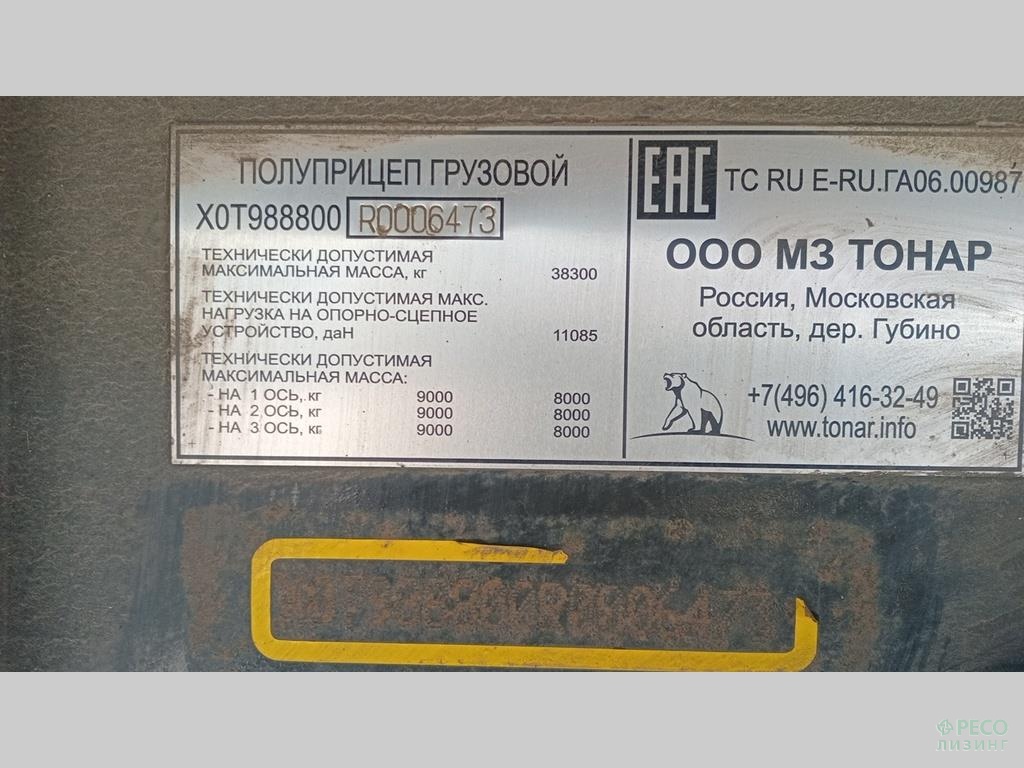 ПОЛУПРИЦЕП ГРУЗОВОЙ
X0T988800 R0006473
ТЕХНИЧЕСКИ ДОПУСТИМАЯ
МАКСИМАЛЬНАЯ МАССА, кг 38300
ТЕХНИЧЕСКИ ДОПУСТИМАЯ МАКС.
НАГРУЗКА НА ОПОРНО-СЦЕПНОЕ
УСТРОЙСТВО, даН 11085
ТЕХНИЧЕСКИ ДОПУСТИМАЯ
МАКСИМАЛЬНАЯ МАССА:
- НА 1 ОСЬ, кг 9000 8000
- НА 2 ОСЬ, кг 9000 8000
- НА 3 ОСЬ, кг 9000 8000
EAC TC RU E-RU.ГА06.00987
ООО МЗ ТОНАР
Россия, Московская
область, дер. Губино
+7(496) 416-32-49
www.tonar.info
РЕСО
ЛИЗИНГ